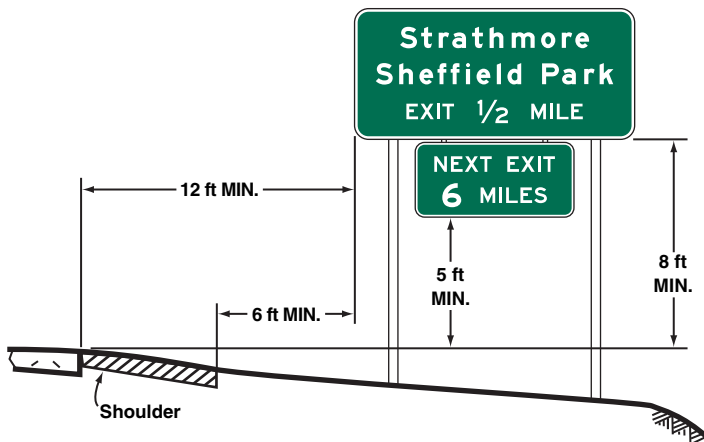 Strathmore
Sheffield Park
EXIT 1/2 MILE
NEXT EXIT
6 MILES
12 ft MIN.
5 ft
MIN.
8 ft
MIN.
6 ft MIN.
Shoulder